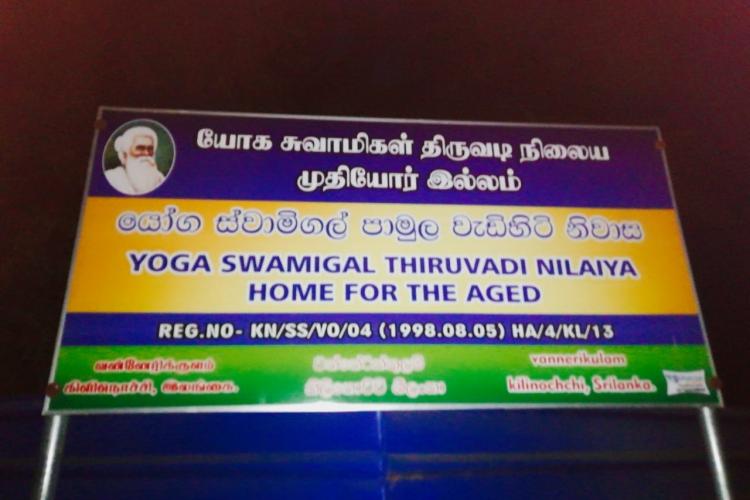 யோக சுவாமிகள் திருவடி நிலைய
முதியோர் இல்லம்
යෝග ස්වාමිගල් පාමුල වැඩිහිටි නිවාස
YOGA SWAMIGAL THIRUVADI NILAIYA
HOME FOR THE AGED
REG.NO- KN/SS/VO/04 (1998.08.05) HA/4/KL/13
வன்னேரிக்குளம்
கிளிநொச்சி, இலங்கை.
vannerikulam
kilinochchi, Srilanka.